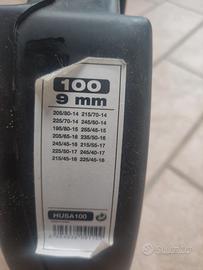 100
9 mm
205/80-14 215/70-14
225/70-14 245/60-14
195/80-15 255/45-15
205/65-16 235/50-16
245/45-16 215/55-17
225/50-17 245/40-17
215/45-18 225/45-18
HUSA100
subito